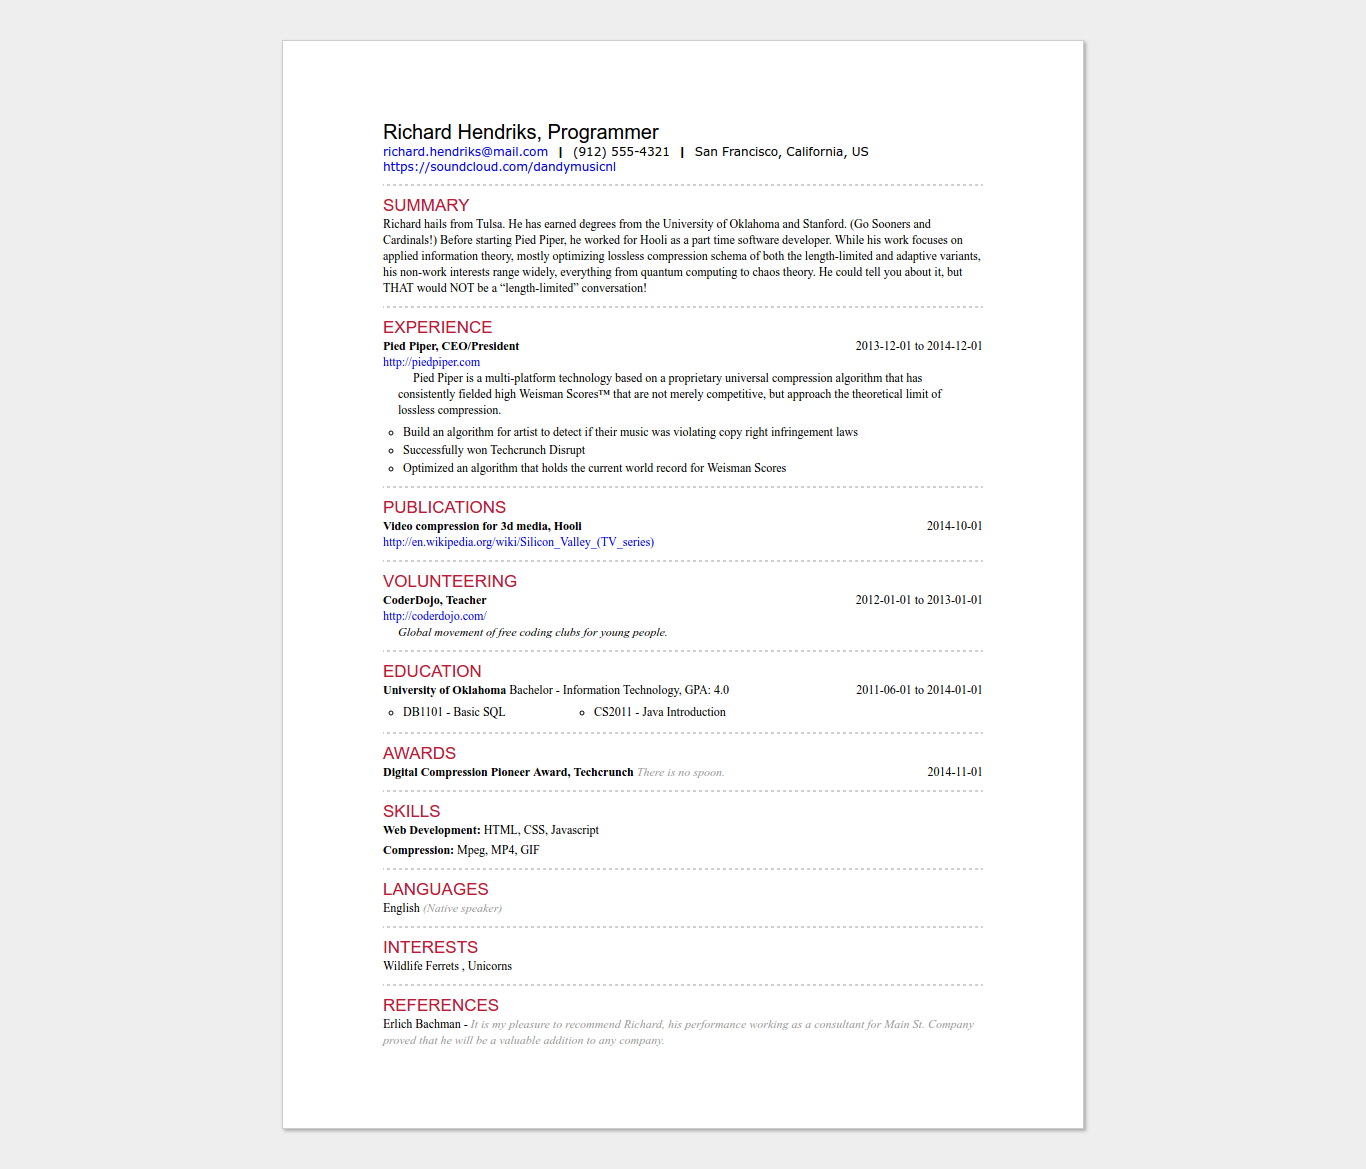 Richard Hendriks, Programmer
richard.hendriks@mail.com | (912) 555-4321 | San Francisco, California, US
https://soundcloud.com/dandymusicnl
SUMMARY
Richard hails from Tulsa. He has earned degrees from the University of Oklahoma and Stanford. (Go Sooners and
Cardinals!) Before starting Pied Piper, he worked for Hooli as a part time software developer. While his work focuses on
applied information theory, mostly optimizing lossless compression schema of both the length-limited and adaptive variants,
his non-work interests range widely, everything from quantum computing to chaos theory. He could tell you about it, but
THAT would NOT be a “length-limited” conversation!
EXPERIENCE
Pied Piper, CEO/President 2013-12-01 to 2014-12-01
http://piedpiper.com
Pied Piper is a multi-platform technology based on a proprietary universal compression algorithm that has
consistently fielded high Weisman Scores™ that are not merely competitive, but approach the theoretical limit of
lossless compression.
Build an algorithm for artist to detect if their music was violating copy right infringement laws
Successfully won Techcrunch Disrupt
Optimized an algorithm that holds the current world record for Weisman Scores
PUBLICATIONS
Video compression for 3d media, Hooli 2014-10-01
http://en.wikipedia.org/wiki/Silicon_Valley_(TV_series)
VOLUNTEERING
CoderDojo, Teacher 2012-01-01 to 2013-01-01
http://coderdojo.com/
Global movement of free coding clubs for young people.
EDUCATION
University of Oklahoma Bachelor - Information Technology, GPA: 4.0 2011-06-01 to 2014-01-01
DB1101 - Basic SQL CS2011 - Java Introduction
AWARDS
Digital Compression Pioneer Award, Techcrunch There is no spoon. 2014-11-01
SKILLS
Web Development: HTML, CSS, Javascript
Compression: Mpeg, MP4, GIF
LANGUAGES
English (Native speaker)
INTERESTS
Wildlife Ferrets , Unicorns
REFERENCES
Erlich Bachman - It is my pleasure to recommend Richard, his performance working as a consultant for Main St. Company
proved that he will be a valuable addition to any company.